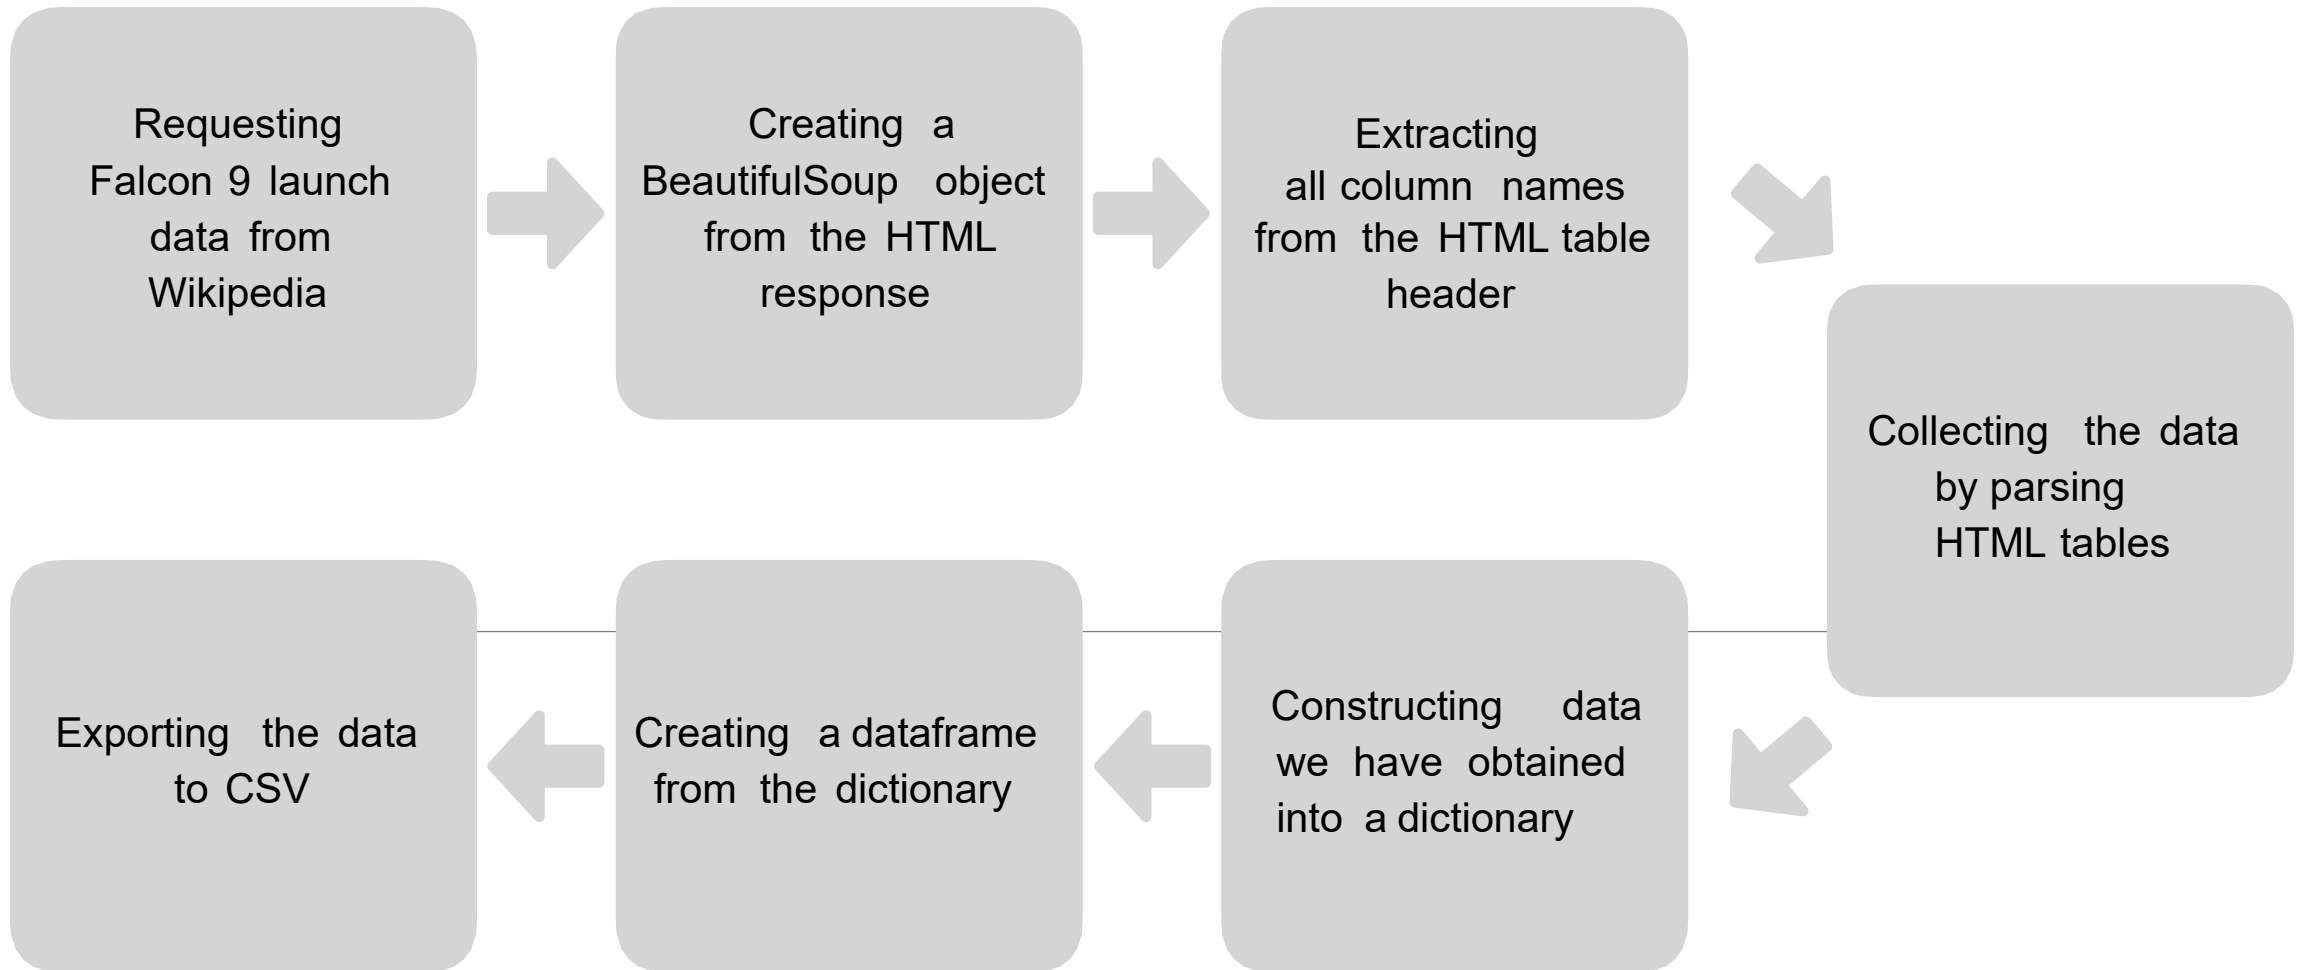 Requesting
Falcon 9 launch
data from
Wikipedia
Creating a
BeautifulSoup object
from the HTML
response
Extracting
all column names
from the HTML table
header
Collecting the data
by parsing
HTML tables
Constructing data
we have obtained
into a dictionary
Creating a dataframe
from the dictionary
Exporting the data
to CSV